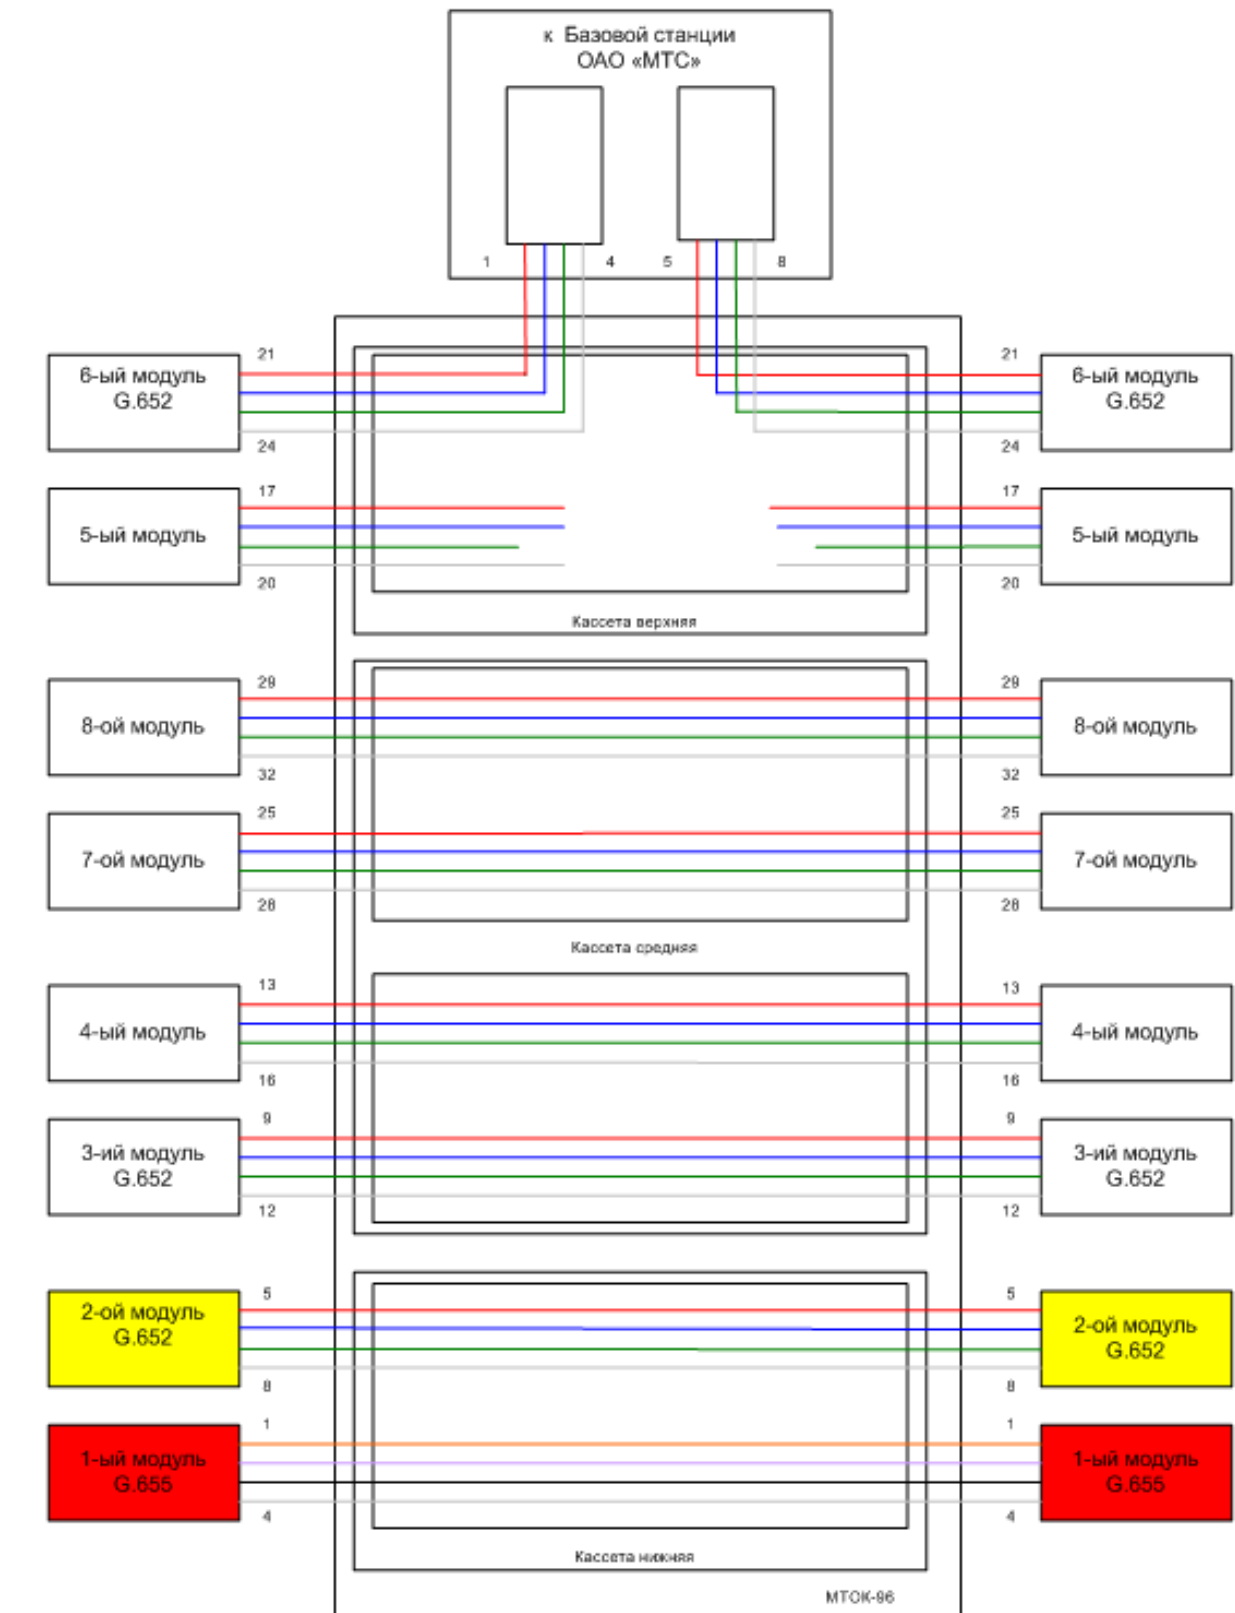 к Базовой станции
ОАО «МТС»
1 4 5 8
21 21
6-ый модуль 6-ый модуль
G.652 G.652
24 24
17 17
5-ый модуль 5-ый модуль
20 20
Кассета верхняя
29 29
8-ой модуль 8-ой модуль
32 32
25 25
7-ой модуль 7-ой модуль
28 28
Кассета средняя
13 13
4-ый модуль 4-ый модуль
16 16
9 9
3-ий модуль 3-ий модуль
G.652 G.652
12 12
5 5
2-ой модуль 2-ой модуль
G.652 G.652
8 8
1 1
1-ый модуль 1-ый модуль
G.655 G.655
4 4
Кассета нижняя
МТОК-96